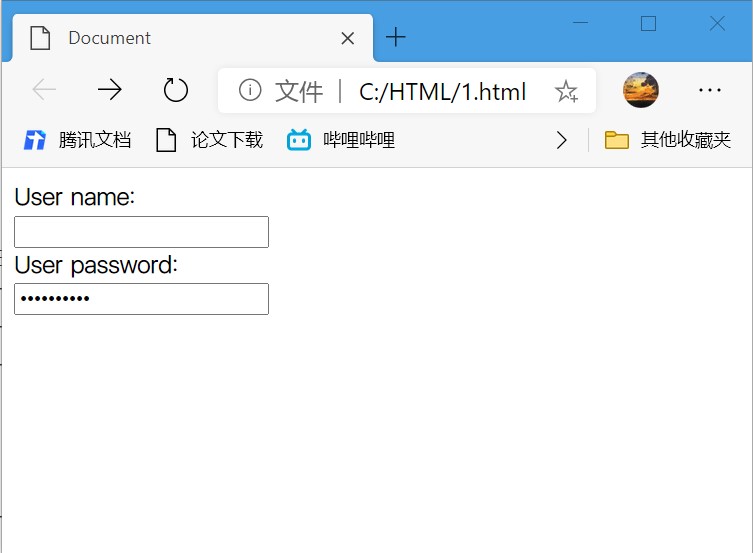 Document
文件 | C:/HTML/1.html
腾讯文档 论文下载 哔哩哔哩 其他收藏夹
User name:
User password:
••••••••••